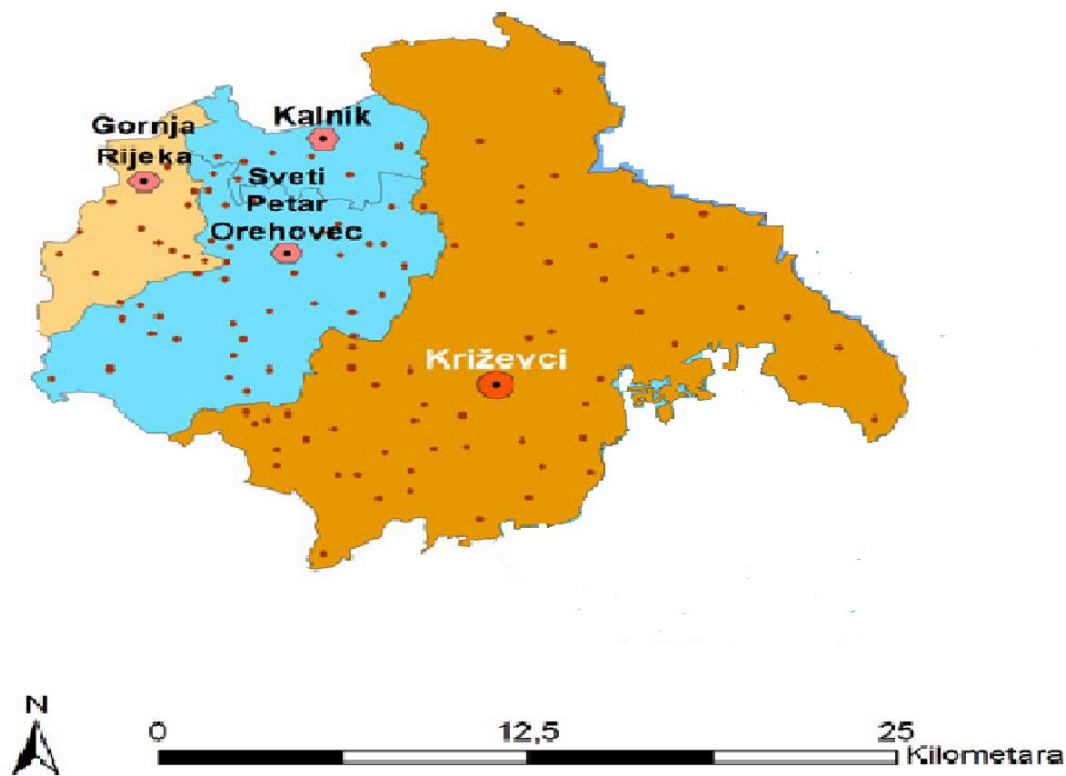 Kalnik
Gornja
Rijeka
Sveti
Petar
Orehovec
Križevci
N
0
12,5
25
Kilometara